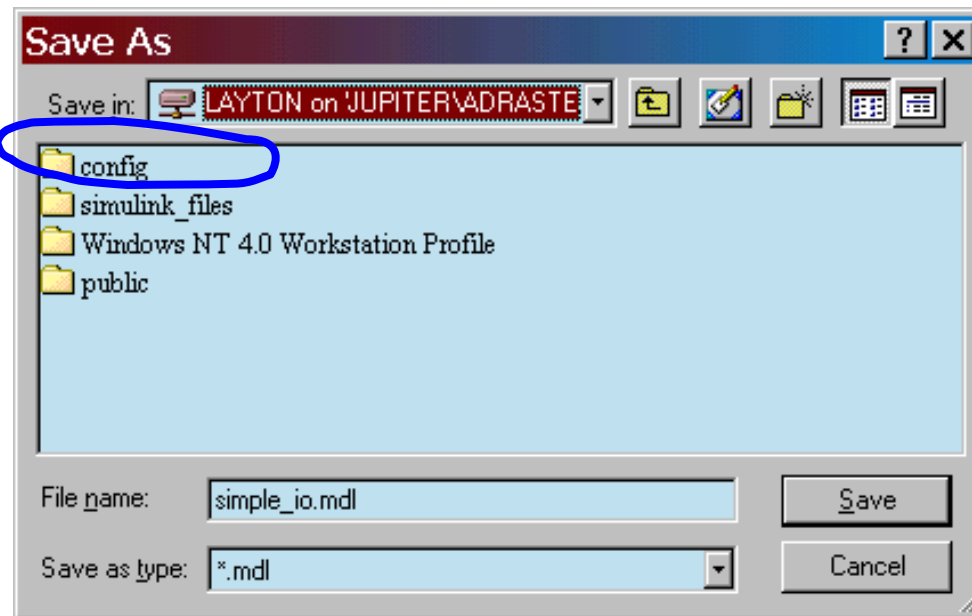 Save As
Save in: LAYTON on 'JUPITER\ADRASTE
config
simulink_files
Windows NT 4.0 Workstation Profile
public
File name: simple_io.mdl Save
Save as type: *.mdl Cancel